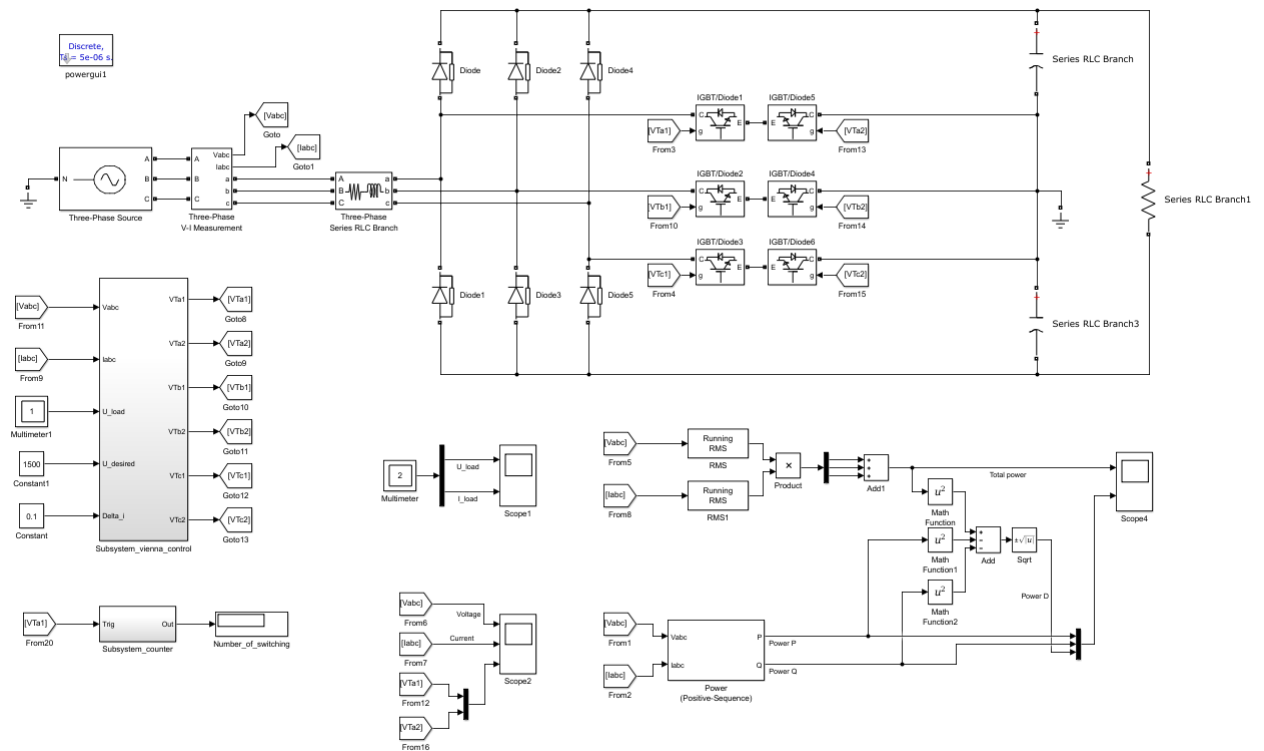 Discrete,
= 5e-06 s.
powergui1
[Vabc]
Goto
[Iabc]
Goto1
N
A
B
C
Three-Phase Source
A
B
C
Vabc
Iabc
a
b
c
Three-Phase
V-I Measurement
A
B
C
a
b
c
Three-Phase
Series RLC Branch
Diode
Diode2
Diode4
Diode1
Diode3
Diode5
IGBT/Diode1
C
g
E
[VTa1]
From3
IGBT/Diode5
C
E
g
[VTa2]
From13
IGBT/Diode2
C
g
E
[VTb1]
From10
IGBT/Diode4
C
E
g
[VTb2]
From14
IGBT/Diode3
C
g
E
[VTc1]
From4
IGBT/Diode6
C
E
g
[VTc2]
From15
+
Series RLC Branch
+
Series RLC Branch1
+
Series RLC Branch3
[Vabc]
From11
[Iabc]
From9
1
Multimeter1
1500
Constant1
0.1
Constant
Vabc
Iabc
U_load
U_desired
Delta_i
VTa1
VTa2
VTb1
VTb2
VTc1
VTc2
Subsystem_vienna_control
[VTa1]
Goto8
[VTa2]
Goto9
[VTb1]
Goto10
[VTb2]
Goto11
[VTc1]
Goto12
[VTc2]
Goto13
[VTa1]
From20
Trig
Out
Subsystem_counter
Number_of_switching
2
Multimeter
U_load
I_load
Scope1
[Vabc]
From6
Voltage
[Iabc]
From7
Current
[VTa1]
From12
[VTa2]
From16
Scope2
[Vabc]
From5
Running
RMS
RMS
[Iabc]
From8
Running
RMS
RMS1
×
Product
+
+
+
Add1
Total power
Scope4
u²
Math
Function
u²
Math
Function1
u²
Math
Function2
+
−
−
Add
±√|u|
Sqrt
Power D
[Vabc]
From1
[Iabc]
From2
Vabc
Iabc
P
Q
Power
(Positive-Sequence)
Power P
Power Q